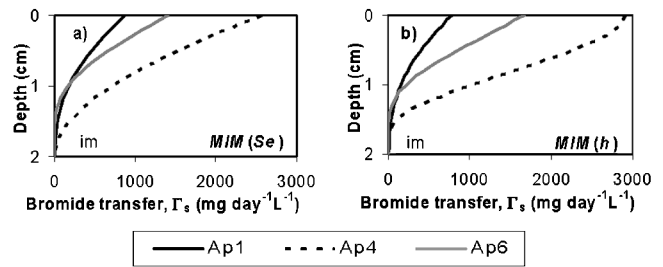 a)
Depth (cm)
0
1
2
im
MIM (Se)
0
1000
2000
3000
Bromide transfer, Γs (mg day⁻¹L⁻¹)
b)
Depth (cm)
0
1
2
im
MIM (h)
0
1000
2000
3000
Bromide transfer, Γs (mg day⁻¹L⁻¹)
Ap1
Ap4
Ap6